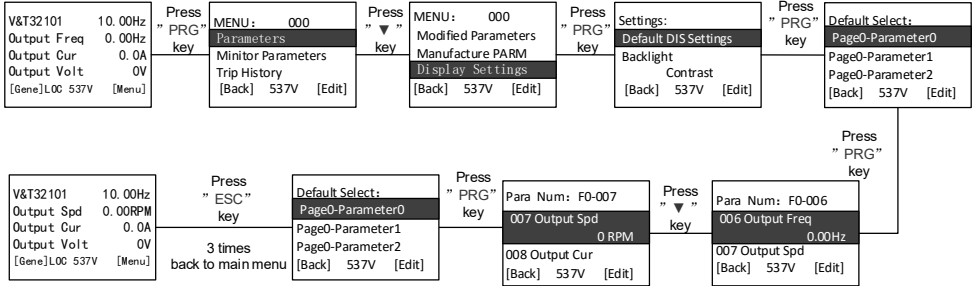 V&T32101 10.00Hz
Output Freq 0.00Hz
Output Cur 0.0A
Output Volt 0V
[Gene]LOC 537V [Menu]
Press
” PRG”
key
MENU: 000
Parameters
Minitor Parameters
Trip History
[Back] 537V [Edit]
Press
” ▼ ”
key
MENU: 000
Modified Parameters
Manufacture PARM
Display Settings
[Back] 537V [Edit]
Press
” PRG”
key
Settings:
Default DIS Settings
Backlight
Contrast
[Back] 537V [Edit]
Press
” PRG”
key
Default Select:
Page0-Parameter0
Page0-Parameter1
Page0-Parameter2
[Back] 537V [Edit]
Press
” PRG”
key
Para Num: F0-006
006 Output Freq
0.00Hz
007 Output Spd
[Back] 537V [Edit]
Press
” ▼ ”
key
Para Num: F0-007
007 Output Spd
0 RPM
008 Output Cur
[Back] 537V [Edit]
Press
” PRG”
key
Default Select:
Page0-Parameter0
Page0-Parameter1
Page0-Parameter2
[Back] 537V [Edit]
Press
” ESC”
key
3 times
back to main menu
V&T32101 10.00Hz
Output Spd 0.00RPM
Output Cur 0.0A
Output Volt 0V
[Gene]LOC 537V [Menu]